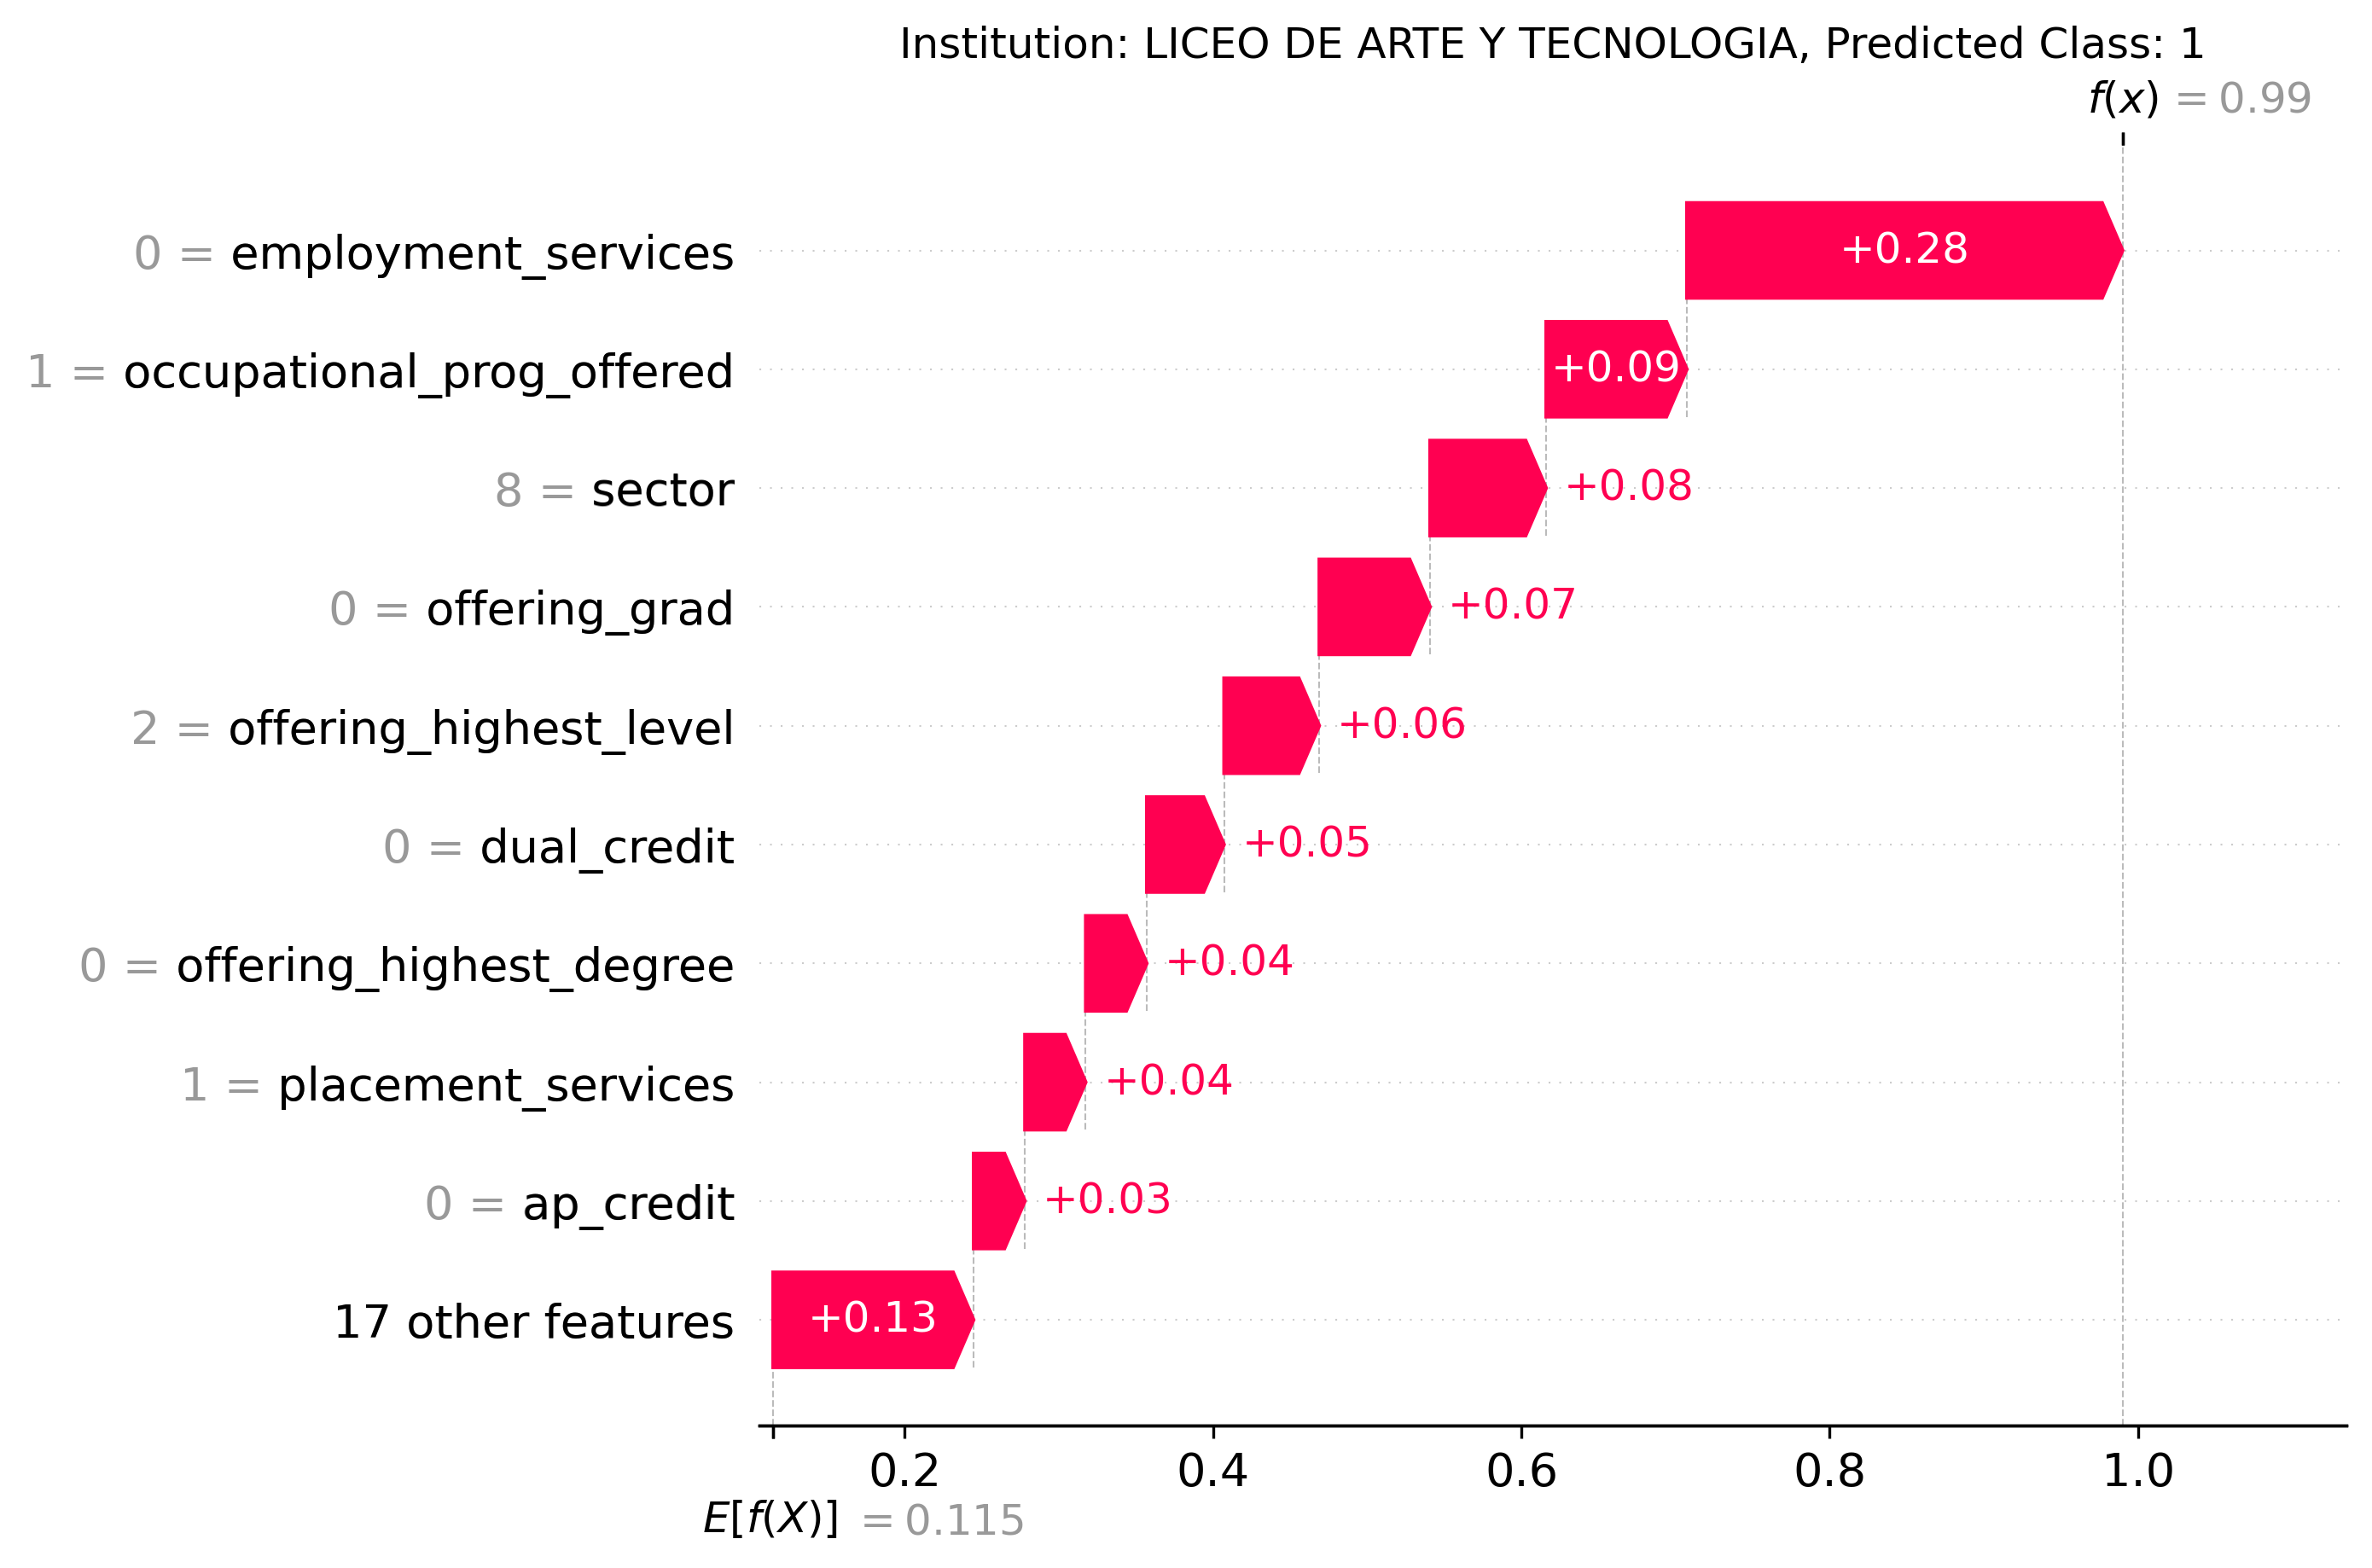 Institution: LICEO DE ARTE Y TECNOLOGIA, Predicted Class: 1
f(x) = 0.99
0 = employment_services +0.28
1 = occupational_prog_offered +0.09
8 = sector +0.08
0 = offering_grad +0.07
2 = offering_highest_level +0.06
0 = dual_credit +0.05
0 = offering_highest_degree +0.04
1 = placement_services +0.04
0 = ap_credit +0.03
17 other features +0.13
0.2 0.4 0.6 0.8 1.0
E[f(X)] = 0.115